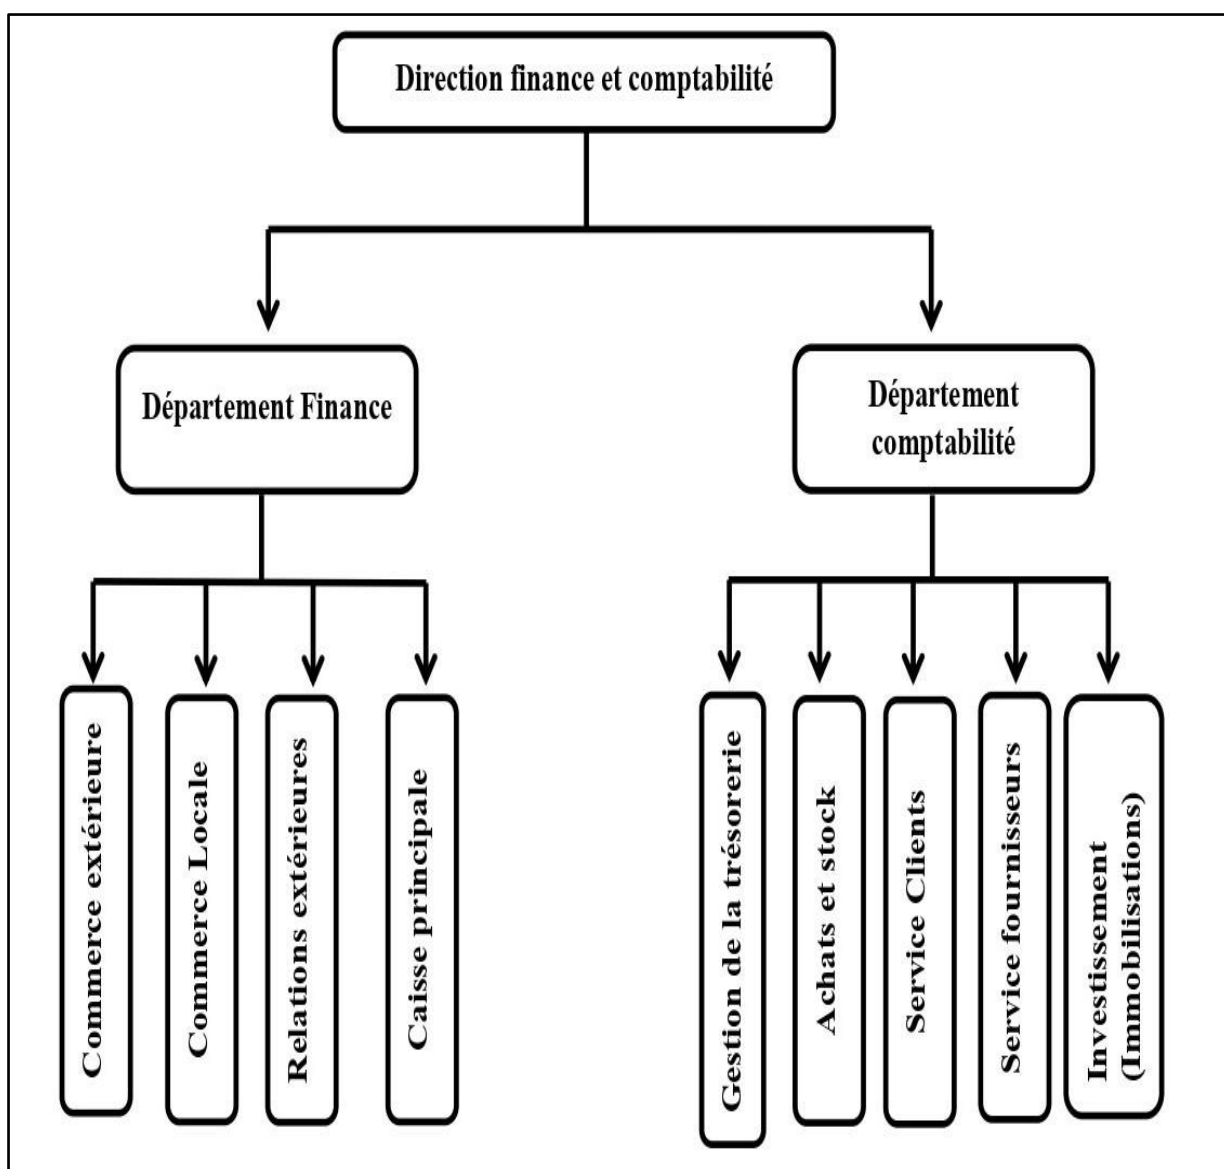 Direction finance et comptabilité
Département Finance
Département
comptabilité
Commerce extérieure
Commerce Locale
Relations extérieures
Caisse principale
Gestion de la trésorerie
Achats et stock
Service Clients
Service fournisseurs
Investissement
(Immobilisations)